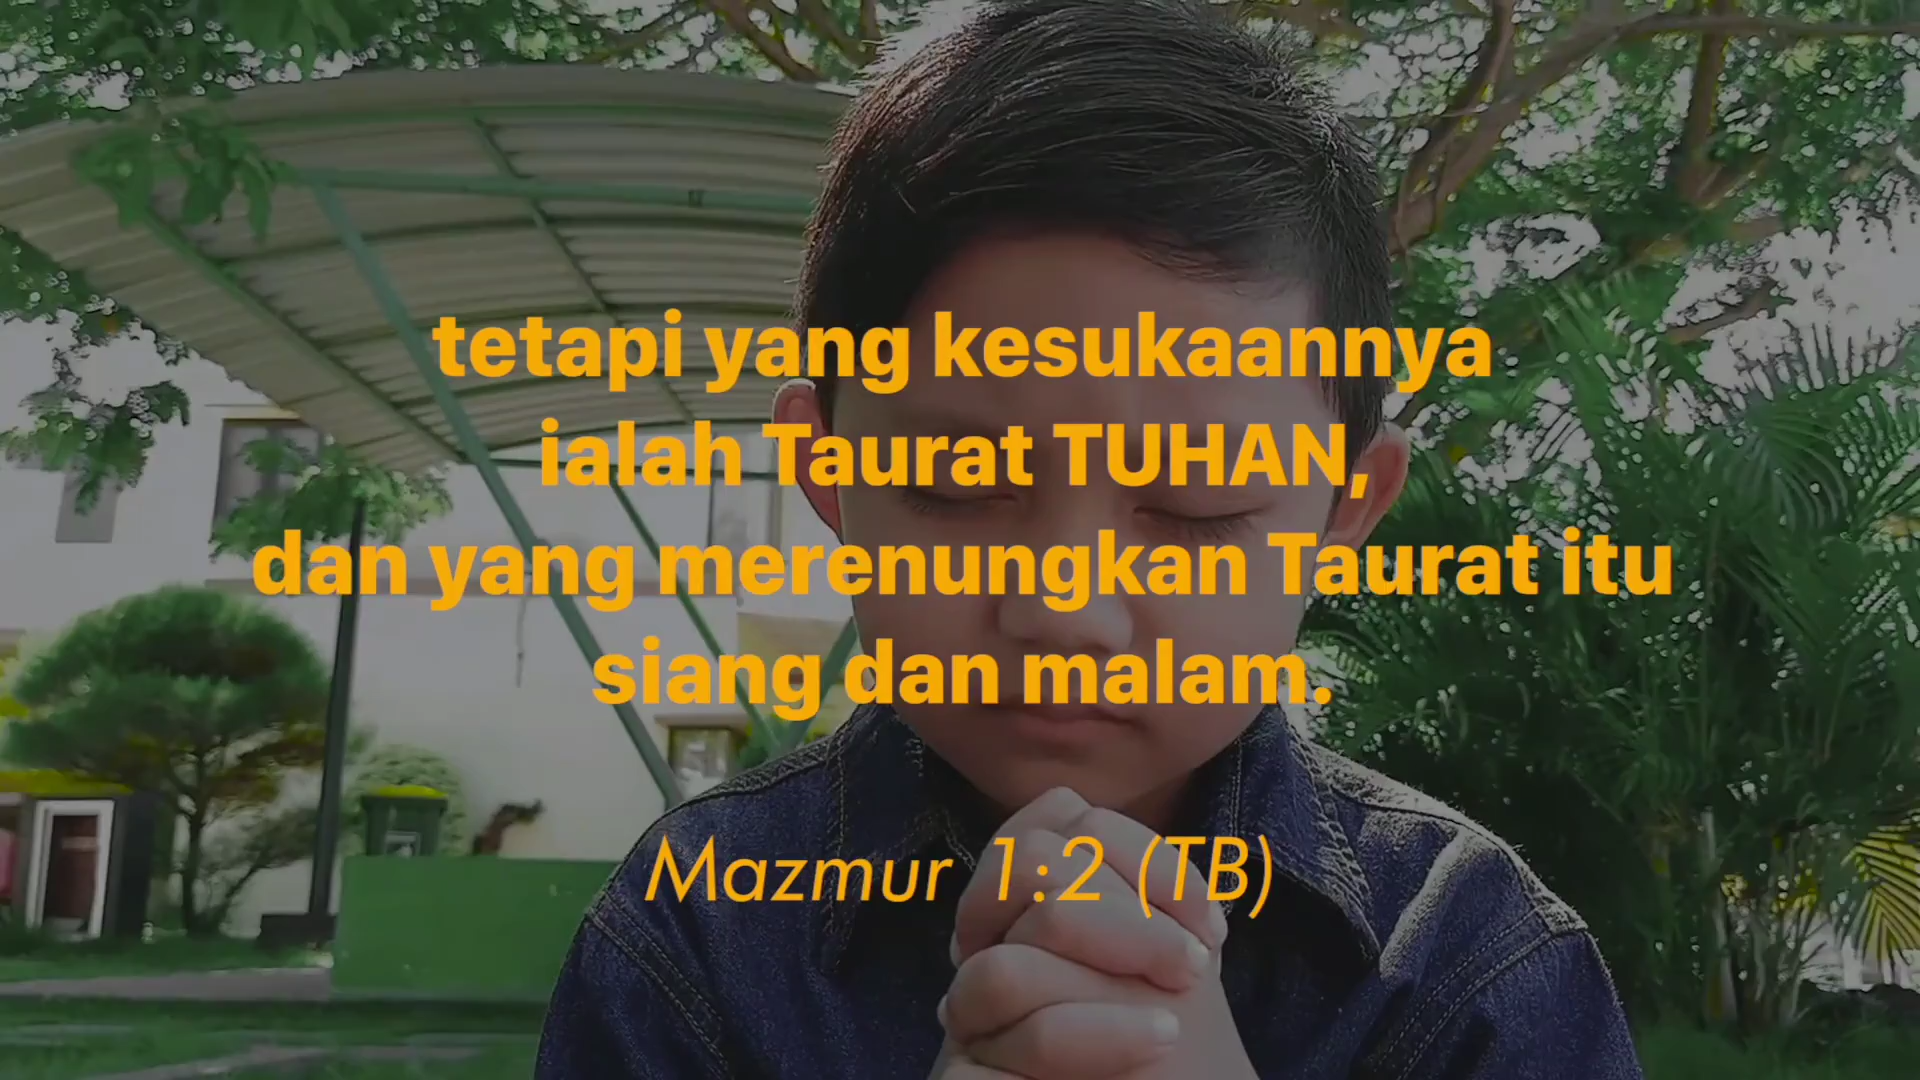 tetapi yang kesukaannya
ialah Taurat TUHAN,
dan yang merenungkan Taurat itu
siang dan malam.
Mazmur 1:2 (TB)